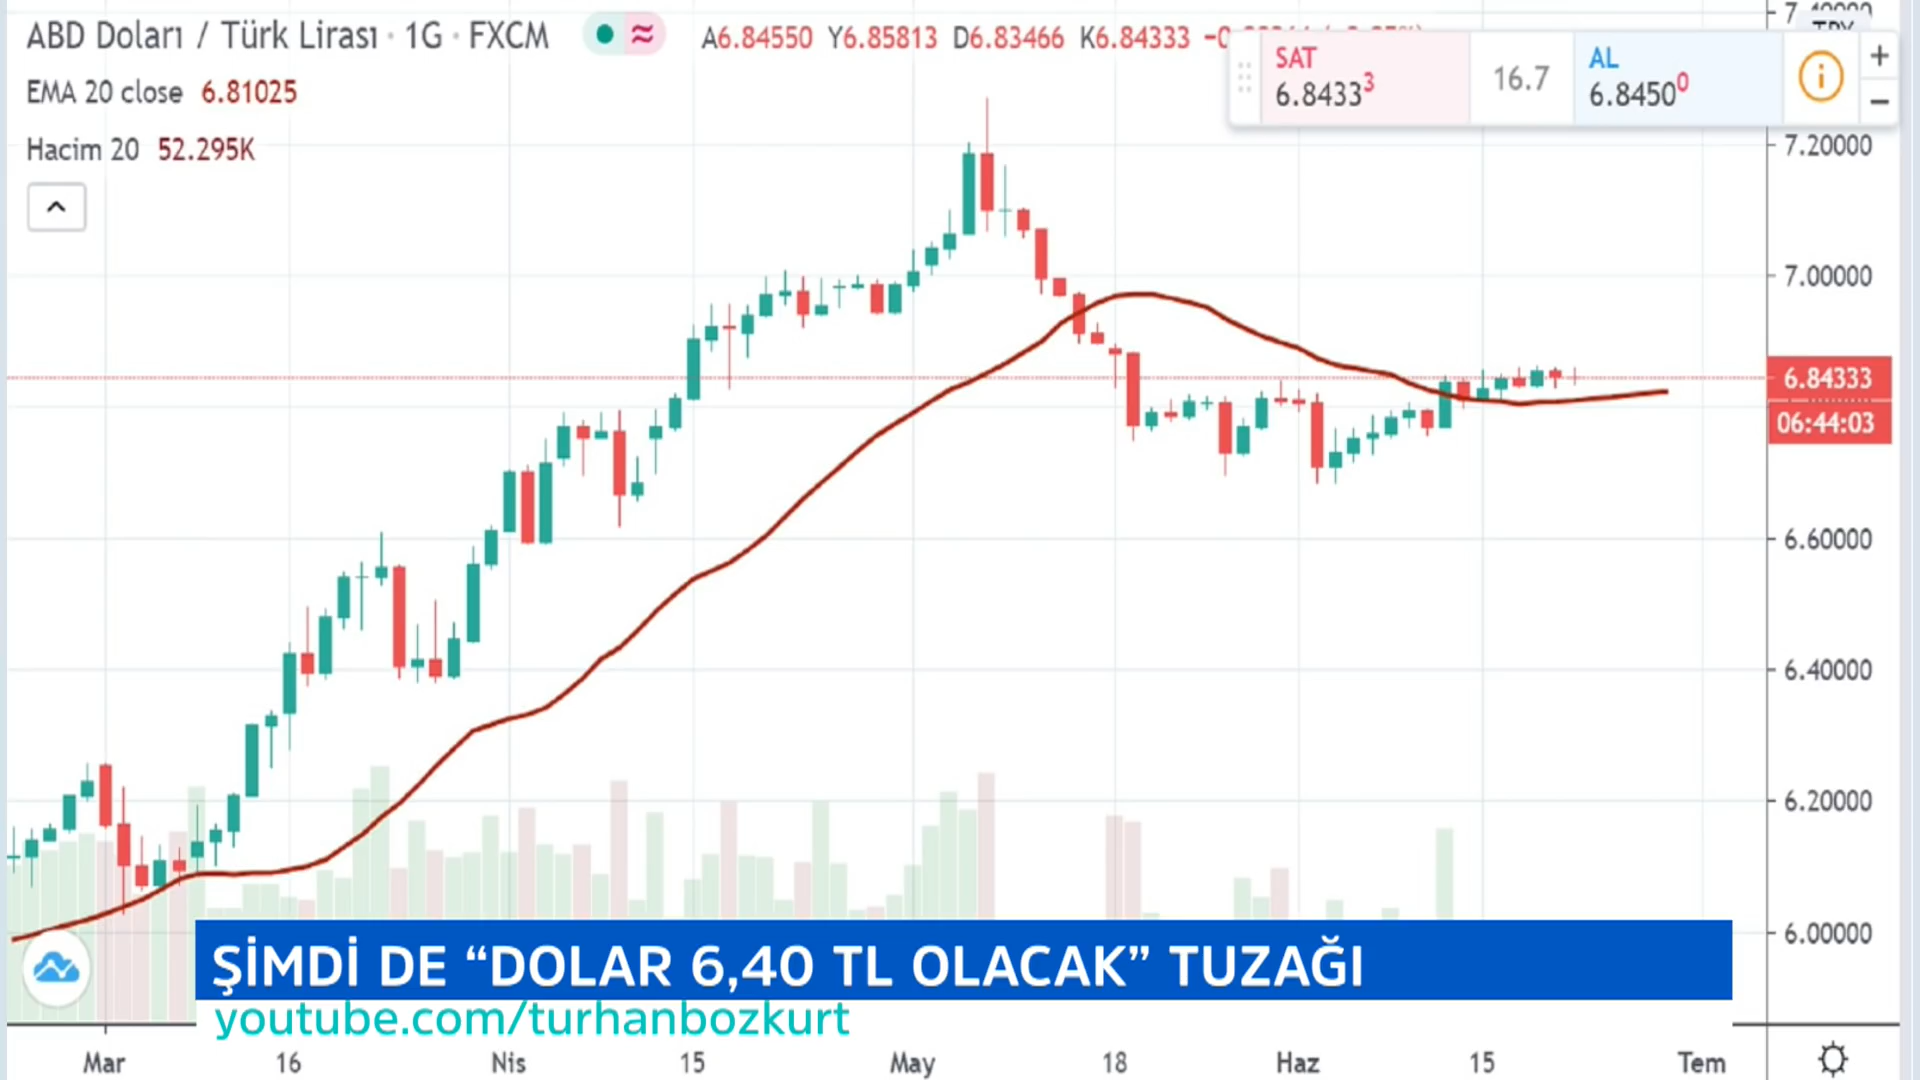 ABD Doları / Türk Lirası · 1G · FXCM
A6.84550 Y6.85813 D6.83466 K6.84333
EMA 20 close 6.81025
Hacim 20 52.295K
SAT
6.84333
16.7
AL
6.84500
7.20000
7.00000
6.84333
06:44:03
6.60000
6.40000
6.20000
6.00000
ŞİMDİ DE “DOLAR 6,40 TL OLACAK” TUZAĞI
youtube.com/turhanbozkurt
Mar 16 Nis 15 May 18 Haz 15 Tem